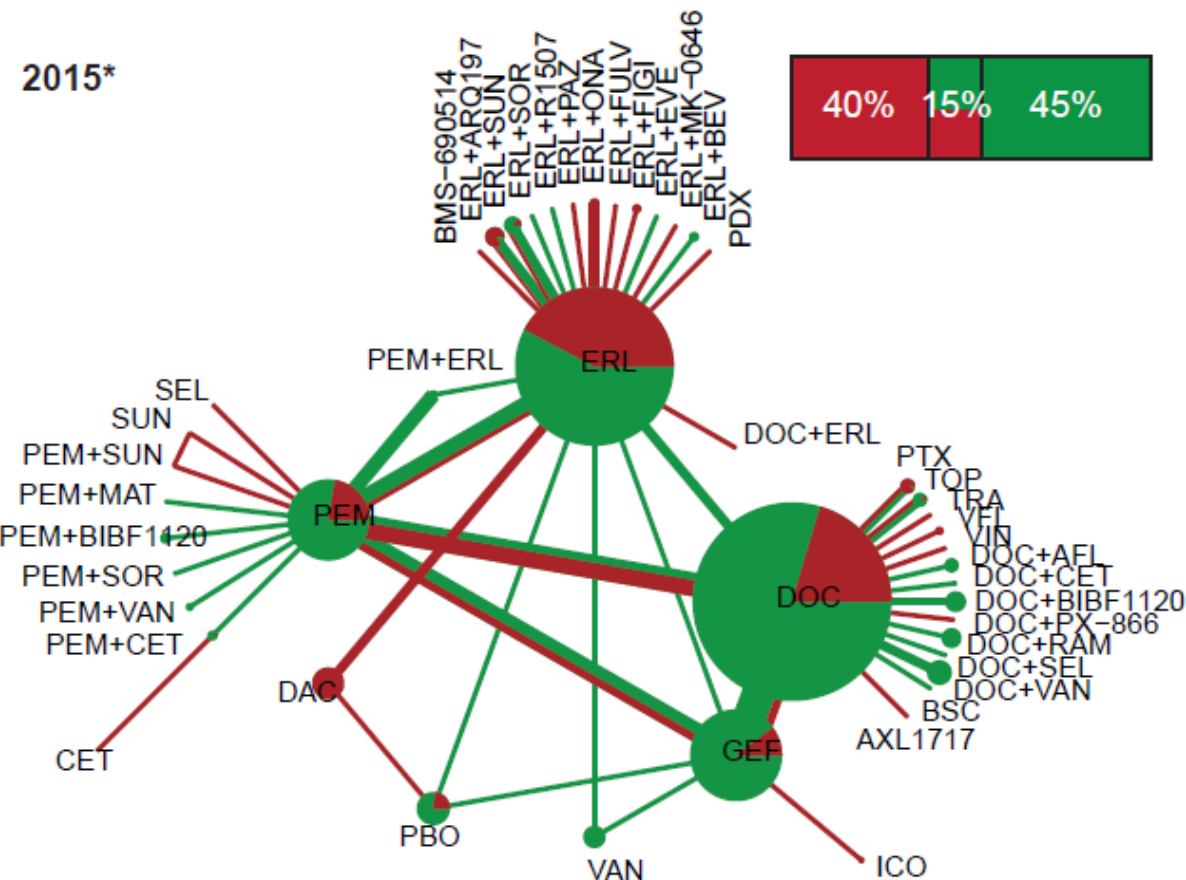 2015*
40%
15%
45%
BMS-690514
ERL+ARQ197
ERL+SUN
ERL+SOR
ERL+R1507
ERL+PAZ
ERL+ONA
ERL+FULV
ERL+FIGI
ERL+EVE
ERL+MK-0646
ERL+BEV
PDX
PEM+ERL
ERL
DOC+ERL
SEL
SUN
PEM+SUN
PEM+MAT
PEM+BIBF1120
PEM+SOR
PEM+VAN
PEM+CET
CET
PEM
PTX
TOP
TRA
VFL
VIN
DOC+AFL
DOC+CET
DOC+BIBF1120
DOC+PX-866
DOC+RAM
DOC+SEL
DOC+VAN
BSC
AXL1717
DOC
DAC
GEF
PBO
VAN
ICO